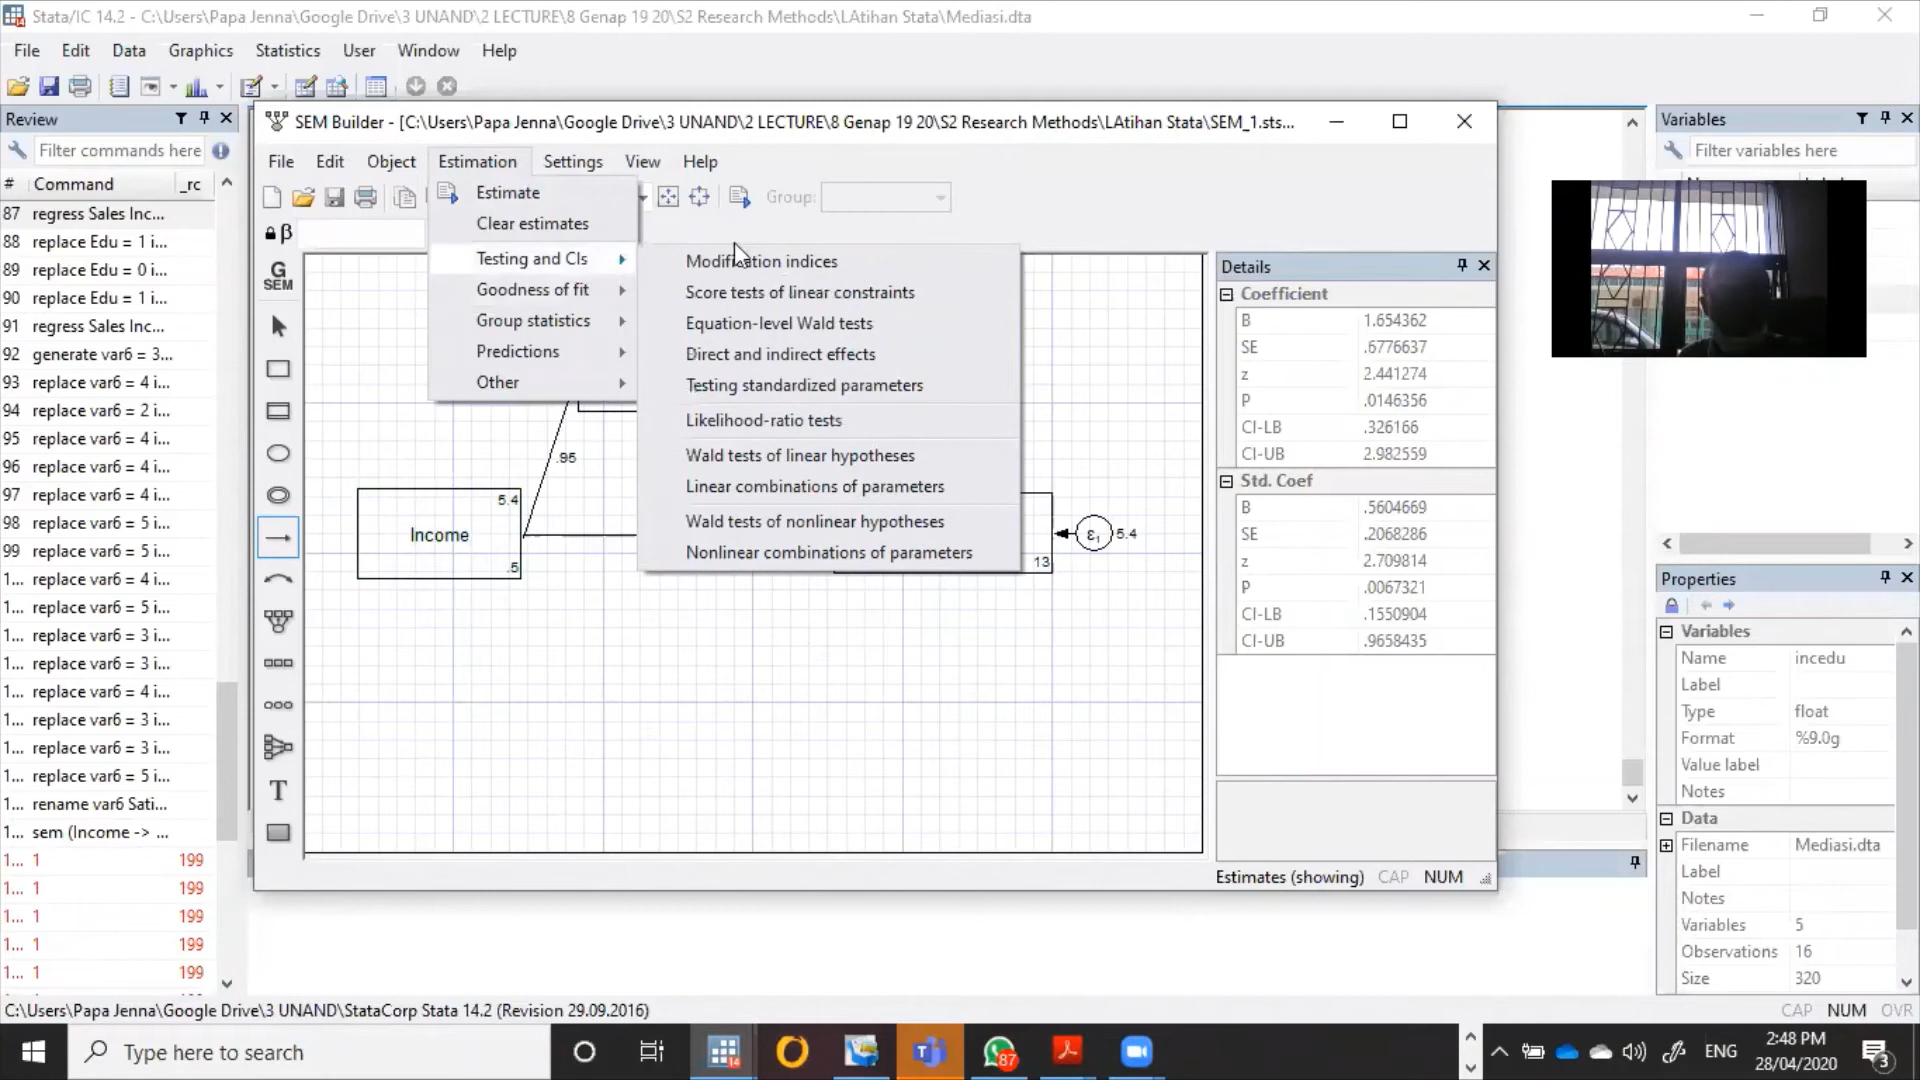 Stata/IC 14.2 - C:\Users\Papa Jenna\Google Drive\3 UNAND\2 LECTURE\8 Genap 19 20\S2 Research Methods\LAtihan Stata\Mediasi.dta
File Edit Data Graphics Statistics User Window Help
Review
Filter commands here
# Command _rc
87 regress Sales Inc...
88 replace Edu = 1 i...
89 replace Edu = 0 i...
90 replace Edu = 1 i...
91 regress Sales Inc...
92 generate var6 = 3...
93 replace var6 = 4 i...
94 replace var6 = 2 i...
95 replace var6 = 4 i...
96 replace var6 = 4 i...
97 replace var6 = 5 i...
98 replace var6 = 5 i...
99 replace var6 = 5 i...
1... replace var6 = 4 i...
1... replace var6 = 5 i...
1... replace var6 = 3 i...
1... replace var6 = 3 i...
1... replace var6 = 4 i...
1... replace var6 = 3 i...
1... replace var6 = 3 i...
1... replace var6 = 5 i...
1... rename var6 Sati...
1... sem (Income -> ...
1... 1 199
1... 1 199
1... 1 199
1... 1 199
1... 1 199
SEM Builder - [C:\Users\Papa Jenna\Google Drive\3 UNAND\2 LECTURE\8 Genap 19 20\S2 Research Methods\LAtihan Stata\SEM_1.sts...
File Edit Object Estimation Settings View Help
Group:
β
G
SEM
T
Estimate
Clear estimates
Testing and CIs
Goodness of fit
Group statistics
Predictions
Other
Modification indices
Score tests of linear constraints
Equation-level Wald tests
Direct and indirect effects
Testing standardized parameters
Likelihood-ratio tests
Wald tests of linear hypotheses
Linear combinations of parameters
Wald tests of nonlinear hypotheses
Nonlinear combinations of parameters
.95
5.4
Income
.5
13
ε1 5.4
Details
Coefficient
B 1.654362
SE .6776637
z 2.441274
P .0146356
CI-LB .326166
CI-UB 2.982559
Std. Coef
B .5604669
SE .2068286
z 2.709814
P .0067321
CI-LB .1550904
CI-UB .9658435
Estimates (showing) CAP NUM
Variables
Filter variables here
Properties
Variables
Name incedu
Label
Type float
Format %9.0g
Value label
Notes
Data
Filename Mediasi.dta
Label
Notes
Variables 5
Observations 16
Size 320
C:\Users\Papa Jenna\Google Drive\3 UNAND\StataCorp Stata 14.2 (Revision 29.09.2016)
CAP NUM OVR
Type here to search
14
87
ENG
2:48 PM
28/04/2020
3